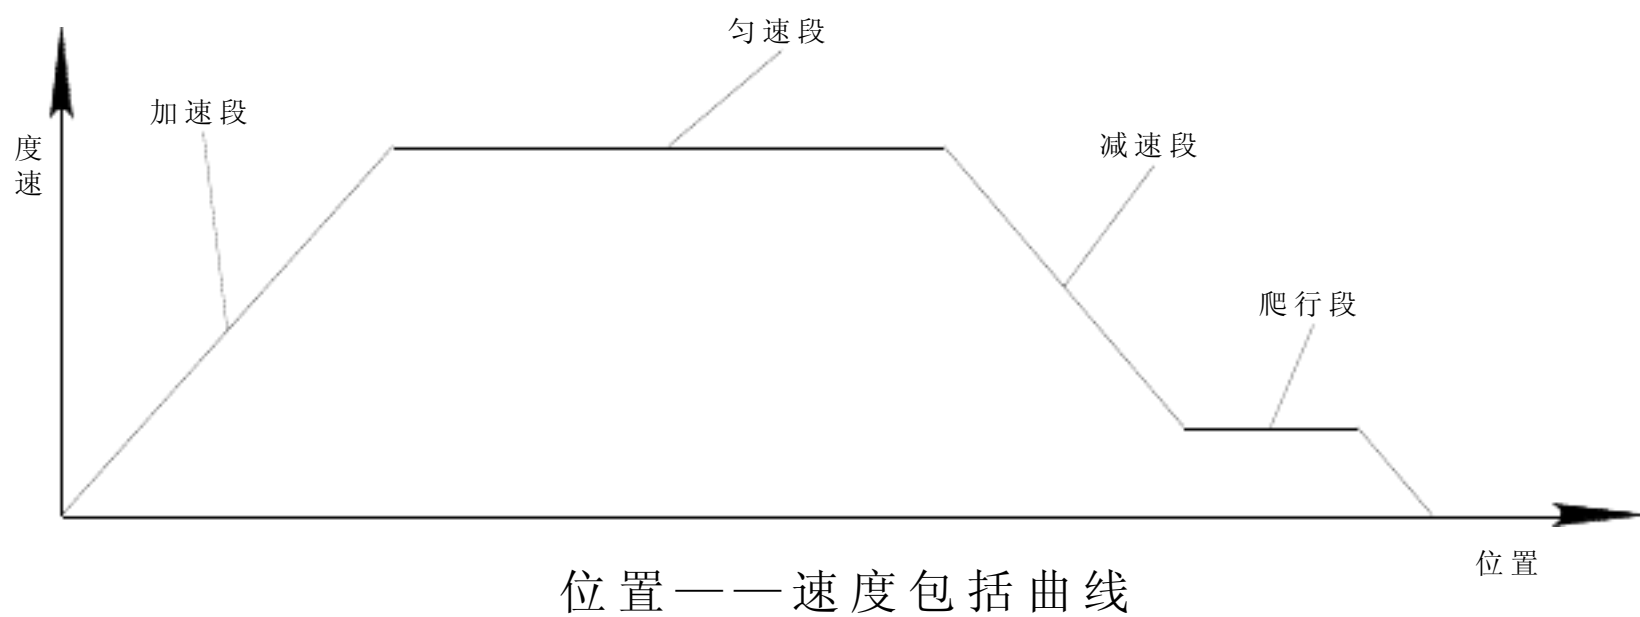 匀速段
加速段
度
速
减速段
爬行段
位置
位置——速度包括曲线